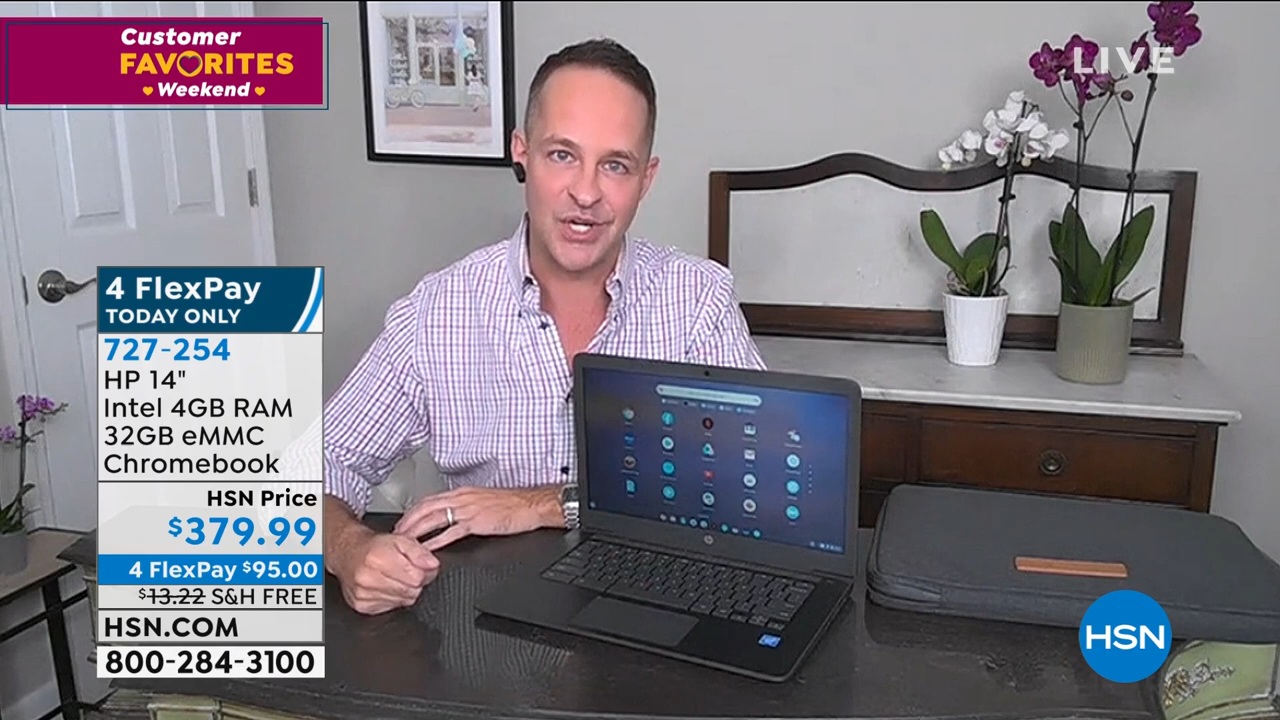 Customer
FAVORITES
Weekend
LIVE
4 FlexPay
TODAY ONLY
727-254
HP 14"
Intel 4GB RAM
32GB eMMC
Chromebook
HSN Price
$379.99
4 FlexPay $95.00
$13.22 S&H FREE
HSN.COM
800-284-3100
hp
HSN